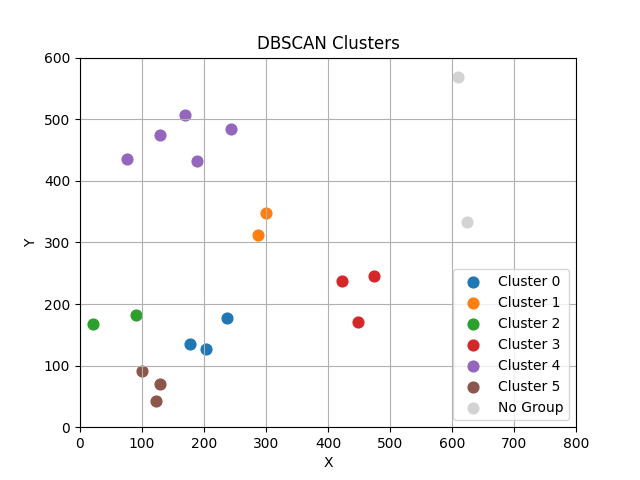 DBSCAN Clusters
600
500
400
300
200
100
0
Y
0 100 200 300 400 500 600 700 800
X
Cluster 0
Cluster 1
Cluster 2
Cluster 3
Cluster 4
Cluster 5
No Group